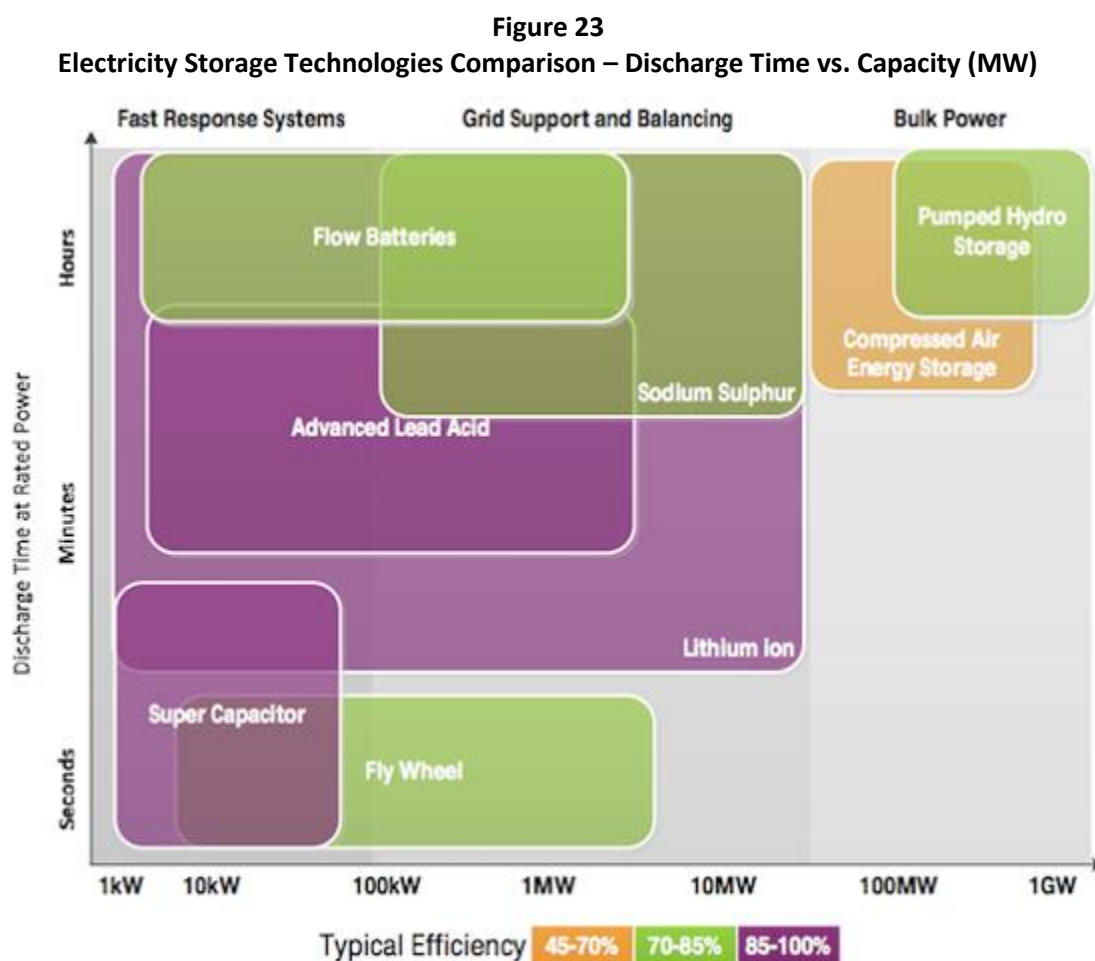 Figure 23
Electricity Storage Technologies Comparison – Discharge Time vs. Capacity (MW)
Fast Response Systems
Grid Support and Balancing
Bulk Power
Discharge Time at Rated Power
Hours
Minutes
Seconds
Flow Batteries
Pumped Hydro
Storage
Compressed Air
Energy Storage
Sodium Sulphur
Advanced Lead Acid
Lithium ion
Super Capacitor
Fly Wheel
1kW 10kW 100kW 1MW 10MW 100MW 1GW
Typical Efficiency 45-70% 70-85% 85-100%